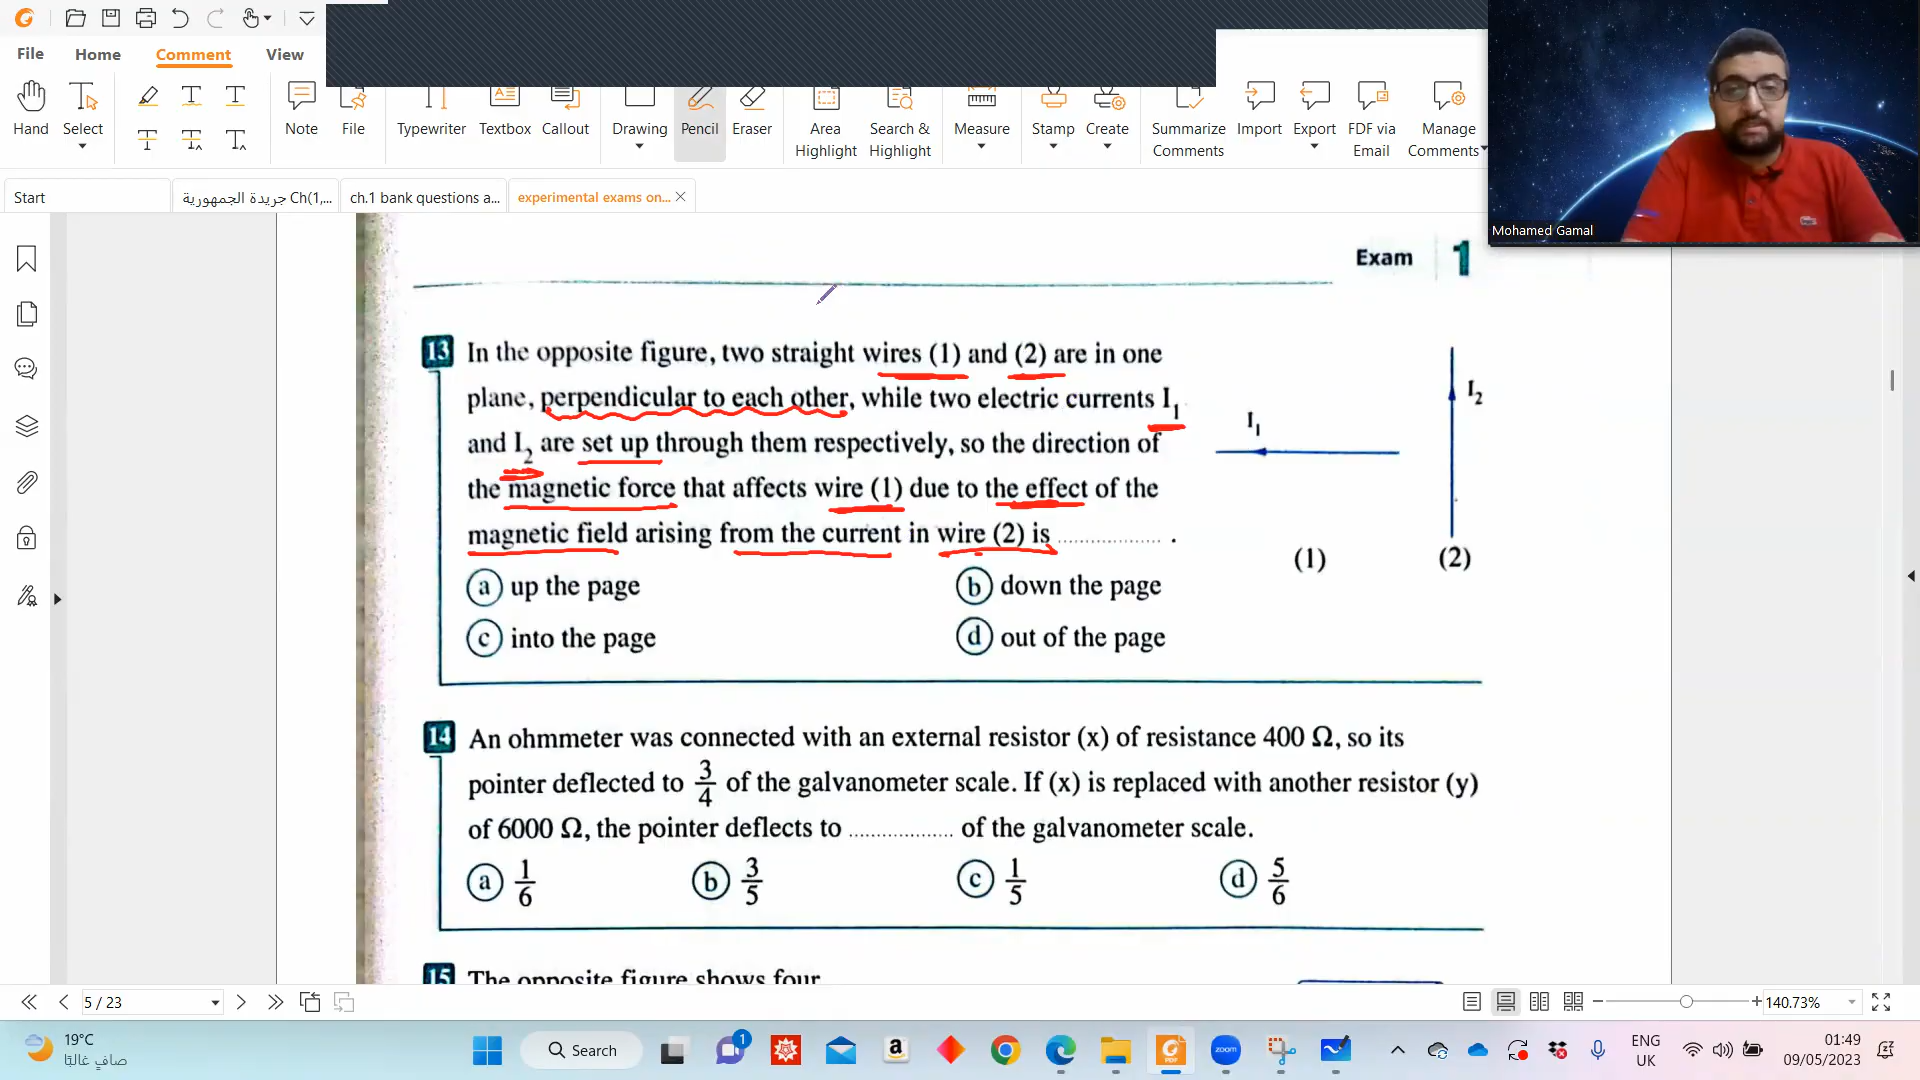 File
Home
Comment
View
Hand
Select
Note
File
Typewriter
Textbox
Callout
Drawing
Pencil
Eraser
Area
Highlight
Search &
Highlight
Measure
Stamp
Create
Summarize
Comments
Import
Export
FDF via
Email
Manage
Comments
Mohamed Gamal
Start
جريدة الجمهورية Ch(1,...
ch.1 bank questions a...
experimental exams on...
Exam 1
13 In the opposite figure, two straight wires (1) and (2) are in one
plane, perpendicular to each other, while two electric currents I₁
and I₂ are set up through them respectively, so the direction of
the magnetic force that affects wire (1) due to the effect of the
magnetic field arising from the current in wire (2) is .................. .
a up the page
b down the page
c into the page
d out of the page
I₁
I₂
(1)
(2)
14 An ohmmeter was connected with an external resistor (x) of resistance 400 Ω, so its
pointer deflected to 3/4 of the galvanometer scale. If (x) is replaced with another resistor (y)
of 6000 Ω, the pointer deflects to .................. of the galvanometer scale.
a 1/6
b 3/5
c 1/5
d 5/6
15 The opposite figure shows four
5 / 23
140.73%
19°C
صافٍ غالبًا
Search
1
zoom
ENG
UK
01:49
09/05/2023